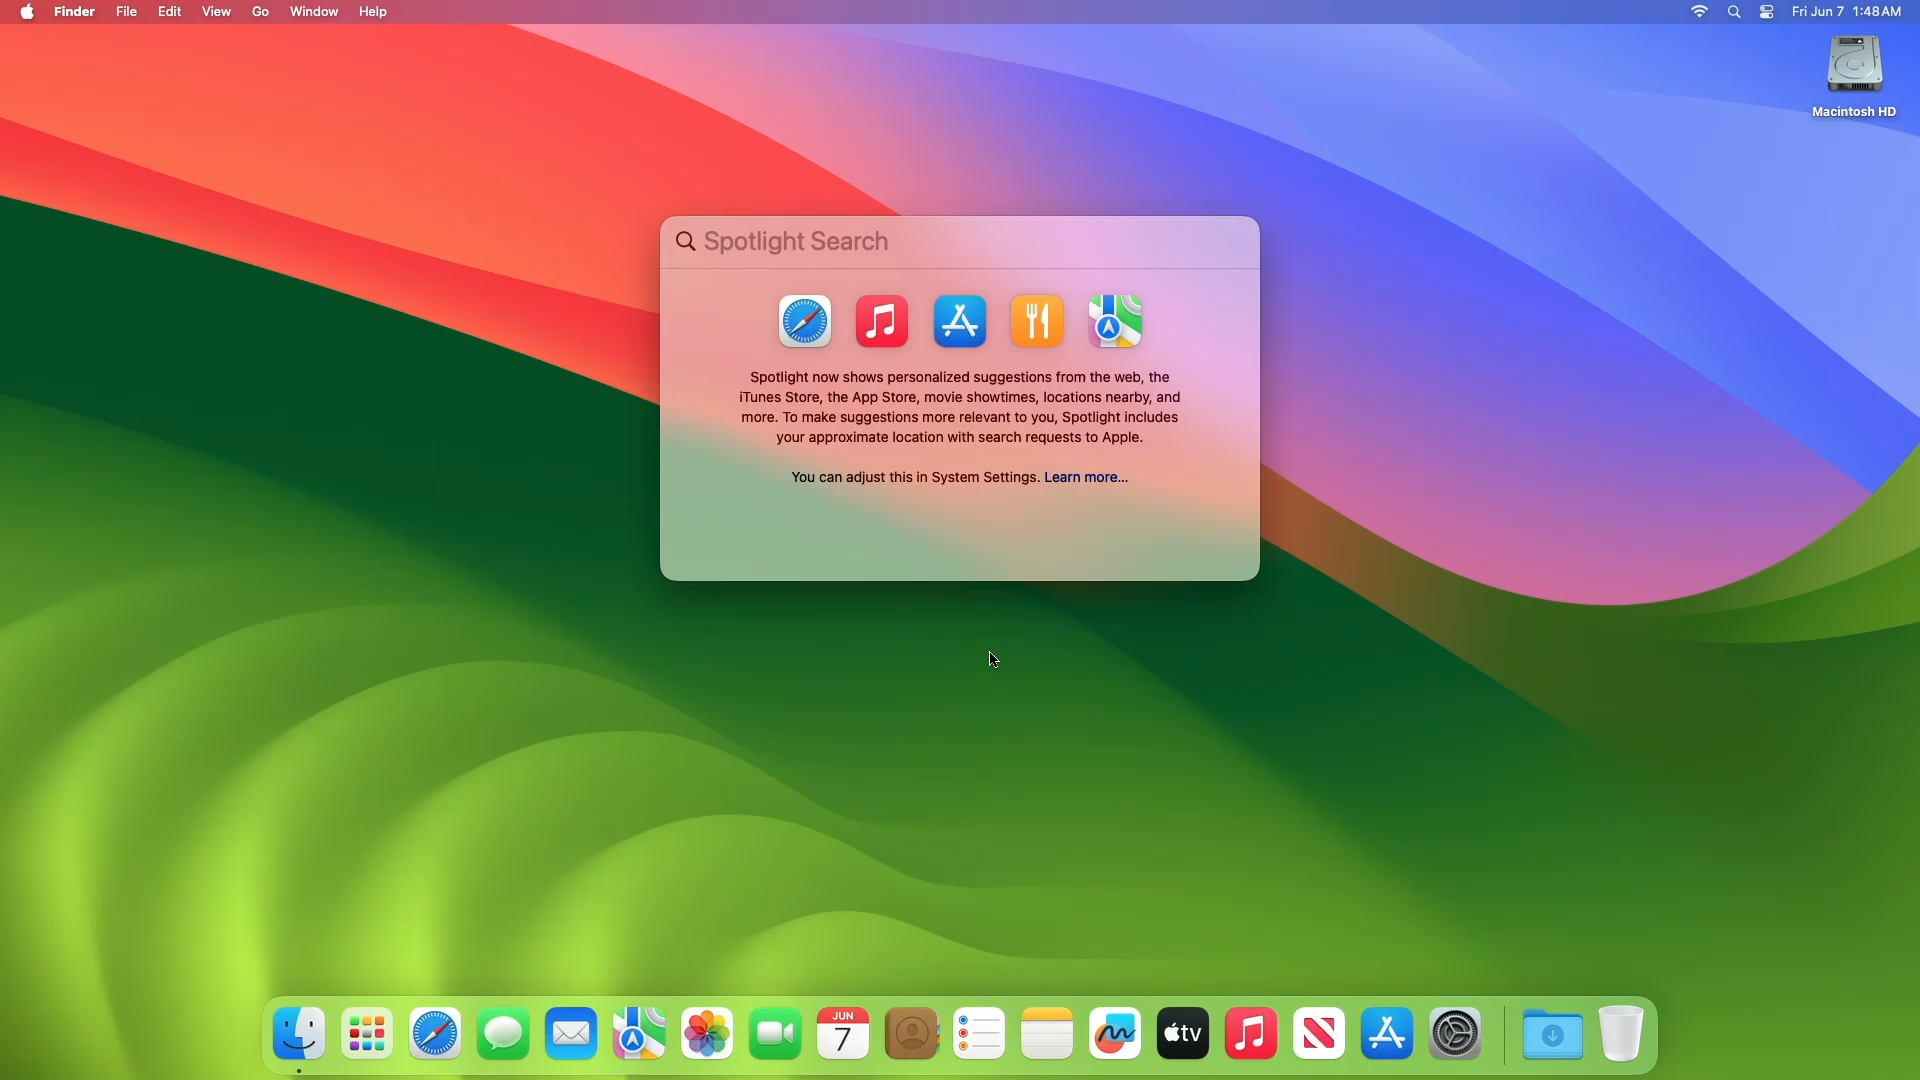 Finder File Edit View Go Window Help Fri Jun 7 1:48 AM
Macintosh HD
Spotlight Search
Spotlight now shows personalized suggestions from the web, the
iTunes Store, the App Store, movie showtimes, locations nearby, and
more. To make suggestions more relevant to you, Spotlight includes
your approximate location with search requests to Apple.
You can adjust this in System Settings. Learn more...
JUN
7
tv